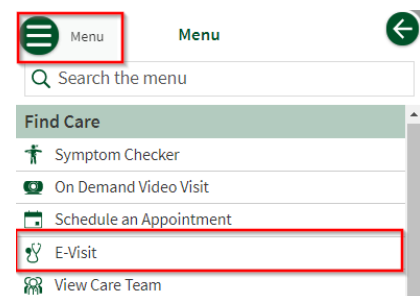 Menu Menu
Search the menu
Find Care
Symptom Checker
On Demand Video Visit
Schedule an Appointment
E-Visit
View Care Team